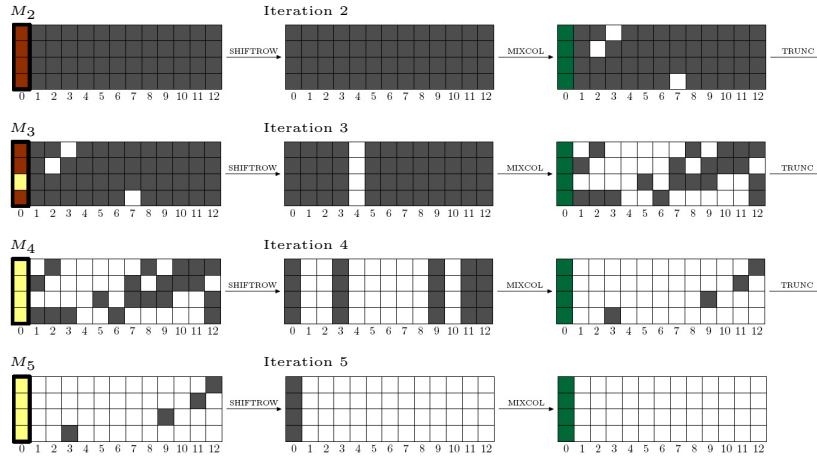 M2 Iteration 2
SHIFTROW MIXCOL TRUNC
0 1 2 3 4 5 6 7 8 9 10 11 12 0 1 2 3 4 5 6 7 8 9 10 11 12 0 1 2 3 4 5 6 7 8 9 10 11 12
M3 Iteration 3
SHIFTROW MIXCOL TRUNC
0 1 2 3 4 5 6 7 8 9 10 11 12 0 1 2 3 4 5 6 7 8 9 10 11 12 0 1 2 3 4 5 6 7 8 9 10 11 12
M4 Iteration 4
SHIFTROW MIXCOL TRUNC
0 1 2 3 4 5 6 7 8 9 10 11 12 0 1 2 3 4 5 6 7 8 9 10 11 12 0 1 2 3 4 5 6 7 8 9 10 11 12
M5 Iteration 5
SHIFTROW MIXCOL
0 1 2 3 4 5 6 7 8 9 10 11 12 0 1 2 3 4 5 6 7 8 9 10 11 12 0 1 2 3 4 5 6 7 8 9 10 11 12